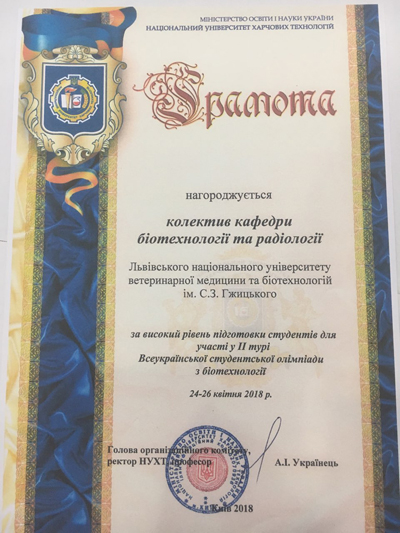 МІНІСТЕРСТВО ОСВІТИ І НАУКИ УКРАЇНИ
НАЦІОНАЛЬНИЙ УНІВЕРСИТЕТ ХАРЧОВИХ ТЕХНОЛОГІЙ
Грамота
нагороджується
колектив кафедри
біотехнології та радіології
Львівського національного університету
ветеринарної медицини та біотехнологій
ім. С.З. Гжицького
за високий рівень підготовки студентів для
участі у ІІ турі
Всеукраїнської студентської олімпіади
з біотехнології
24-26 квітня 2018 р.
Голова організаційного комітету,
ректор НУХТ, професор А.І. Українець
Київ 2018